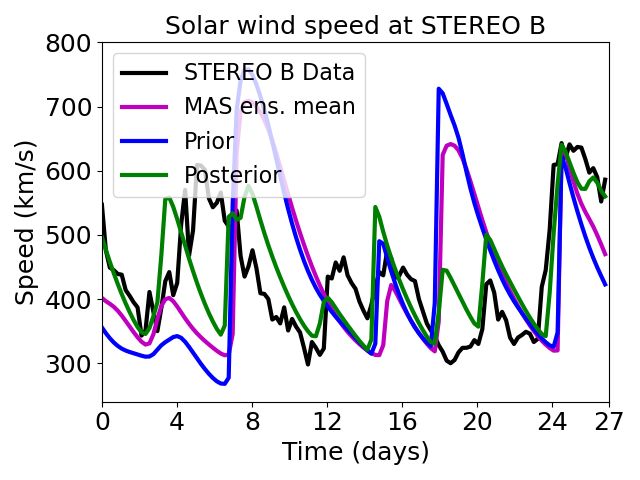 Solar wind speed at STEREO B
800
700
600
500
400
300
Speed (km/s)
STEREO B Data
MAS ens. mean
Prior
Posterior
0 4 8 12 16 20 24 27
Time (days)